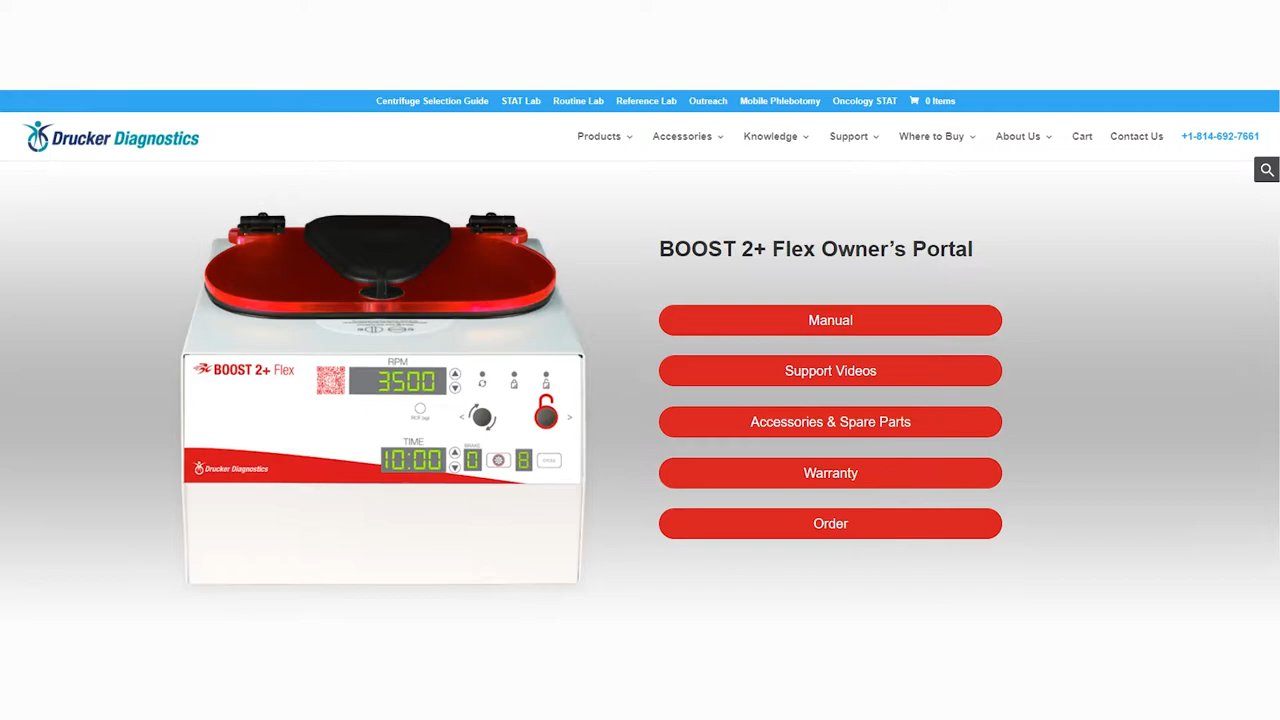 Centrifuge Selection Guide STAT Lab Routine Lab Reference Lab Outreach Mobile Phlebotomy Oncology STAT 0 Items
Drucker Diagnostics Products Accessories Knowledge Support Where to Buy About Us Cart Contact Us +1-814-692-7661
BOOST 2+ Flex Owner’s Portal
Manual
Support Videos
Accessories & Spare Parts
Warranty
Order
BOOST 2+ Flex
RPM
3500
TIME
10:00 0 8
Drucker Diagnostics